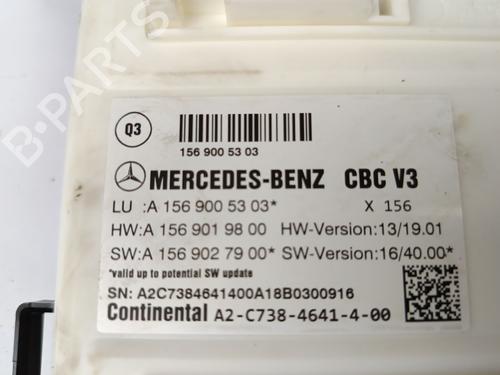 B-PARTS
Q3
156 900 53 03
MERCEDES-BENZ CBC V3
LU :A 156 900 53 03* X 156
HW:A 156 901 98 00 HW-Version:13/19.01
SW:A 156 902 79 00* SW-Version:16/40.00*
*valid up to potential SW update
SN: A2C7384641400A18B0300916
Continental A2-C738-4641-4-00